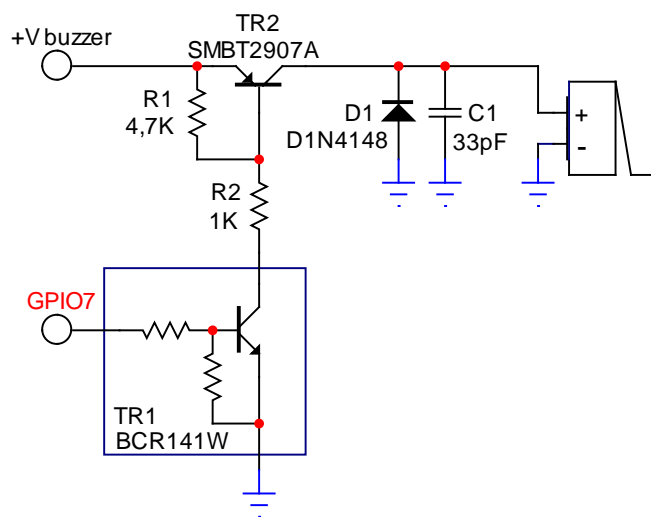 TR2
+V buzzer
SMBT2907A
R1
4,7K
D1
D1N4148
C1
33pF
+
-
R2
1K
GPIO7
TR1
BCR141W